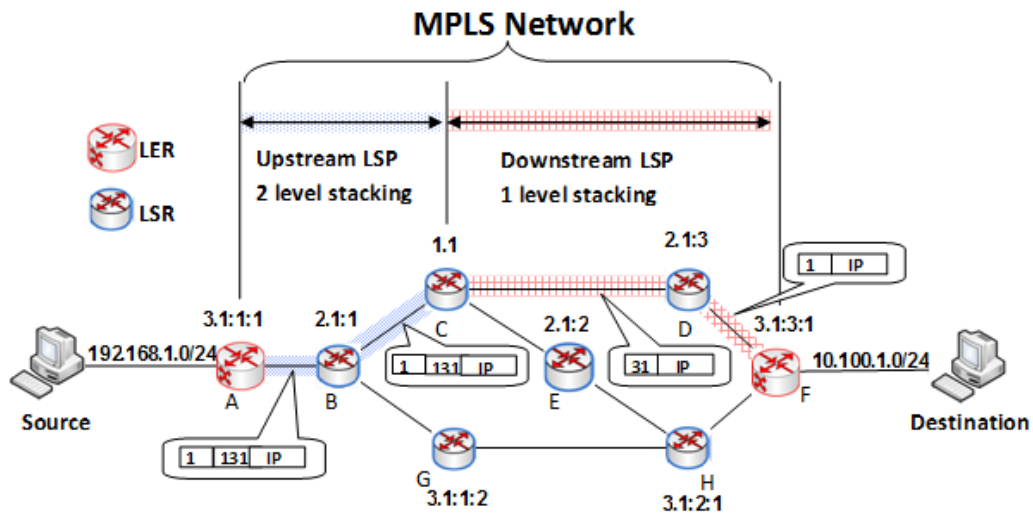 MPLS Network
LER
LSR
Upstream LSP
2 level stacking
Downstream LSP
1 level stacking
1.1
2.1:3
1 IP
3.1:1:1
2.1:1
C
2.1:2
D
3.1:3:1
192.168.1.0/24
1 131 IP
31 IP
10.100.1.0/24
A
B
E
F
Source
Destination
1 131 IP
G
H
3.1:1:2
3.1:2:1